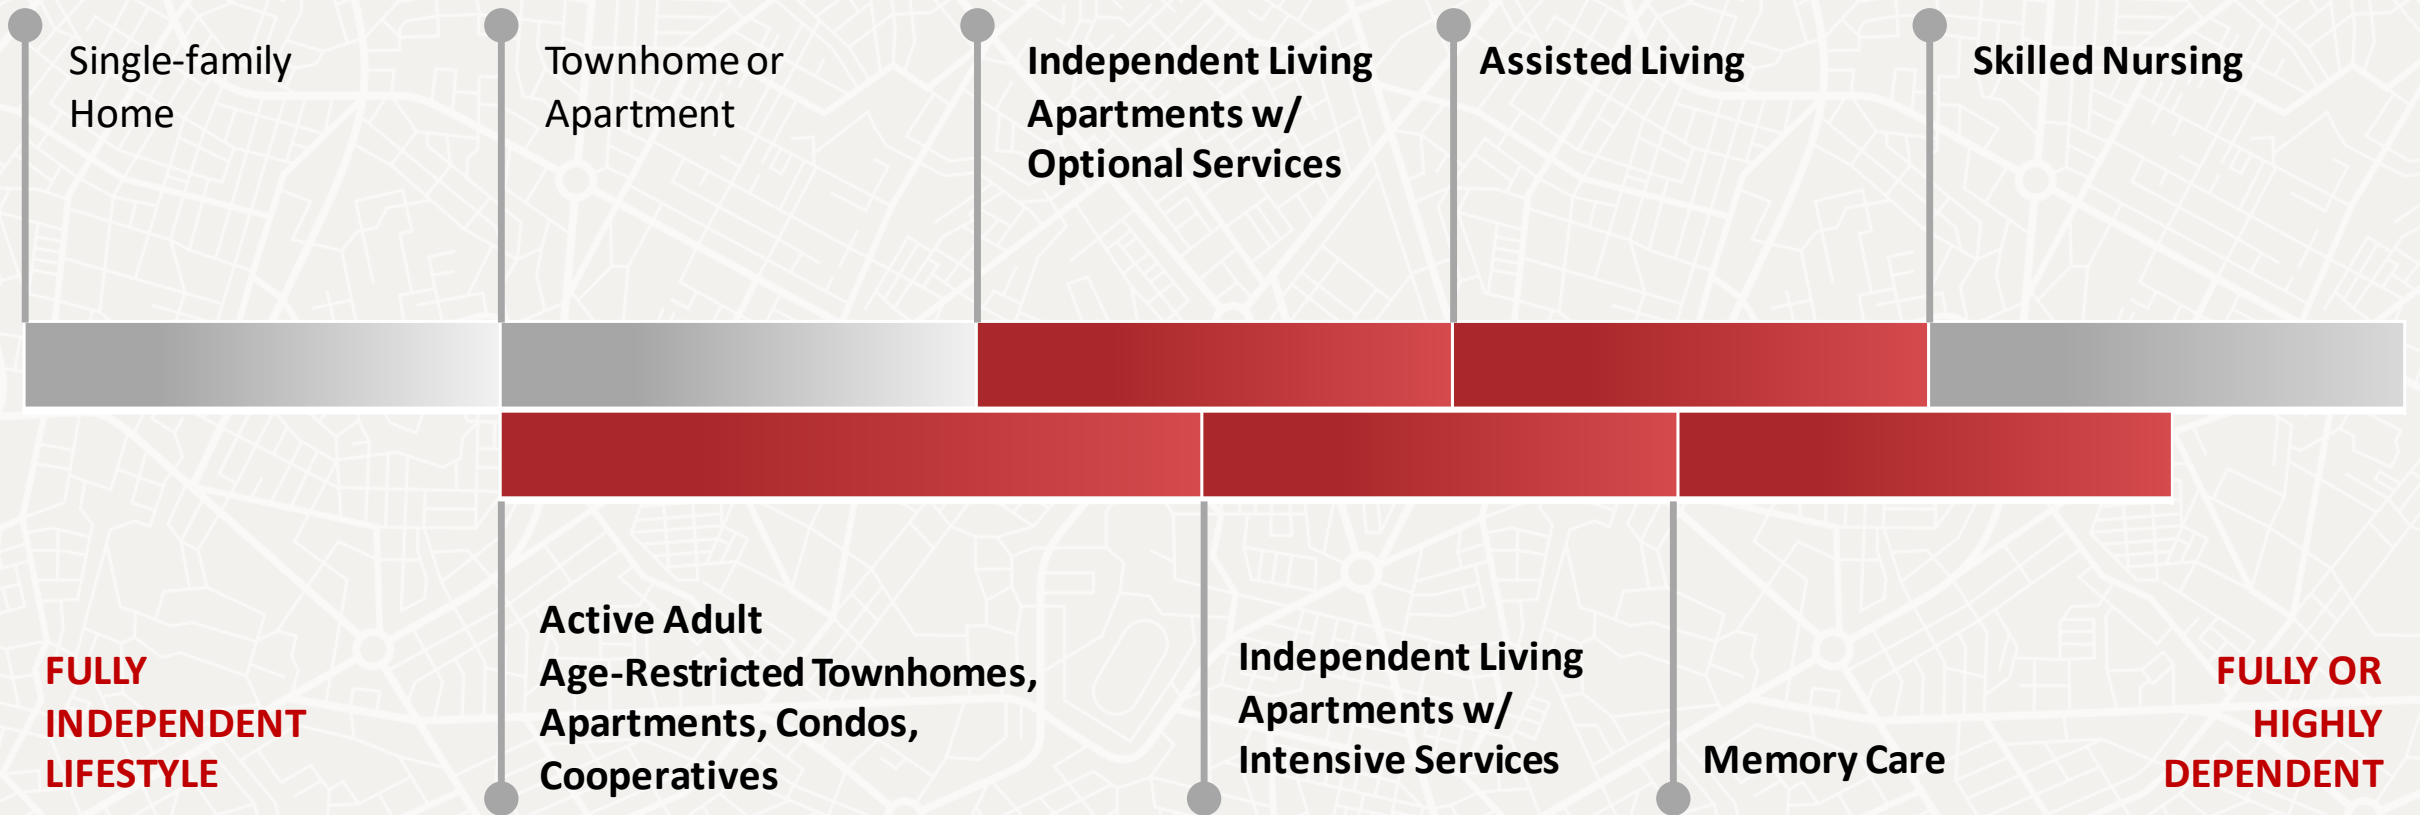 Single-family
Home
Townhome or
Apartment
Independent Living
Apartments w/
Optional Services
Assisted Living
Skilled Nursing
FULLY
INDEPENDENT
LIFESTYLE
Active Adult
Age-Restricted Townhomes,
Apartments, Condos,
Cooperatives
Independent Living
Apartments w/
Intensive Services
Memory Care
FULLY OR
HIGHLY
DEPENDENT